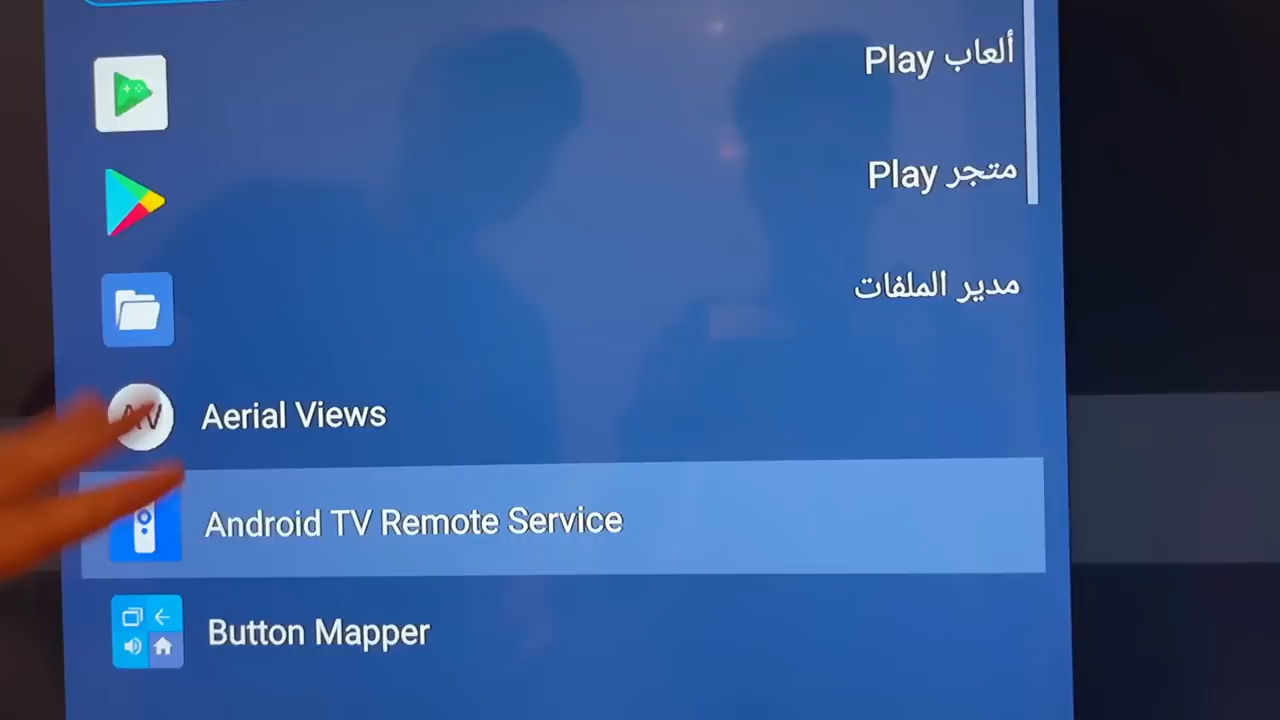 ألعاب Play
متجر Play
مدير الملفات
Aerial Views
Android TV Remote Service
Button Mapper